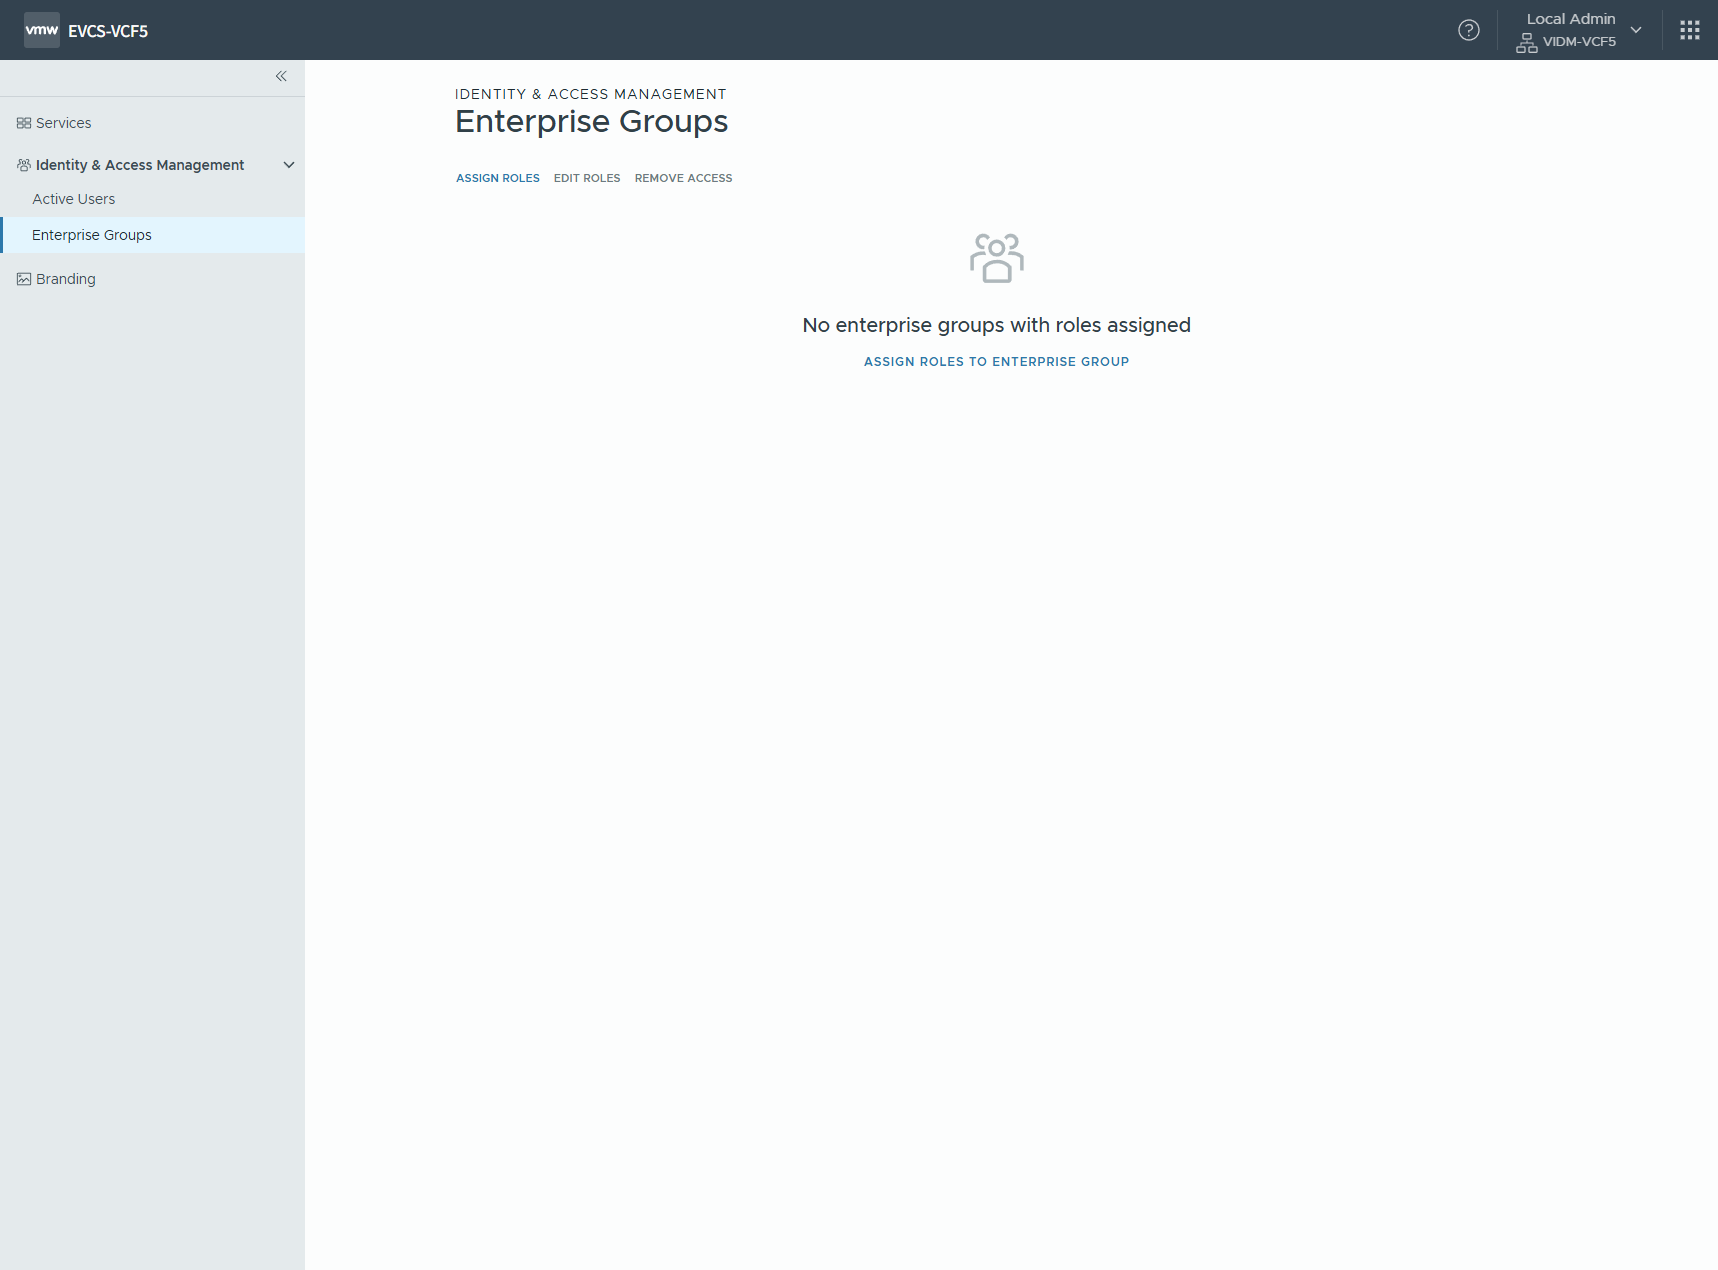 vmw EVCS-VCF5
? Local Admin
VIDM-VCF5
Services
Identity & Access Management
Active Users
Enterprise Groups
Branding
IDENTITY & ACCESS MANAGEMENT
Enterprise Groups
ASSIGN ROLES EDIT ROLES REMOVE ACCESS
No enterprise groups with roles assigned
ASSIGN ROLES TO ENTERPRISE GROUP